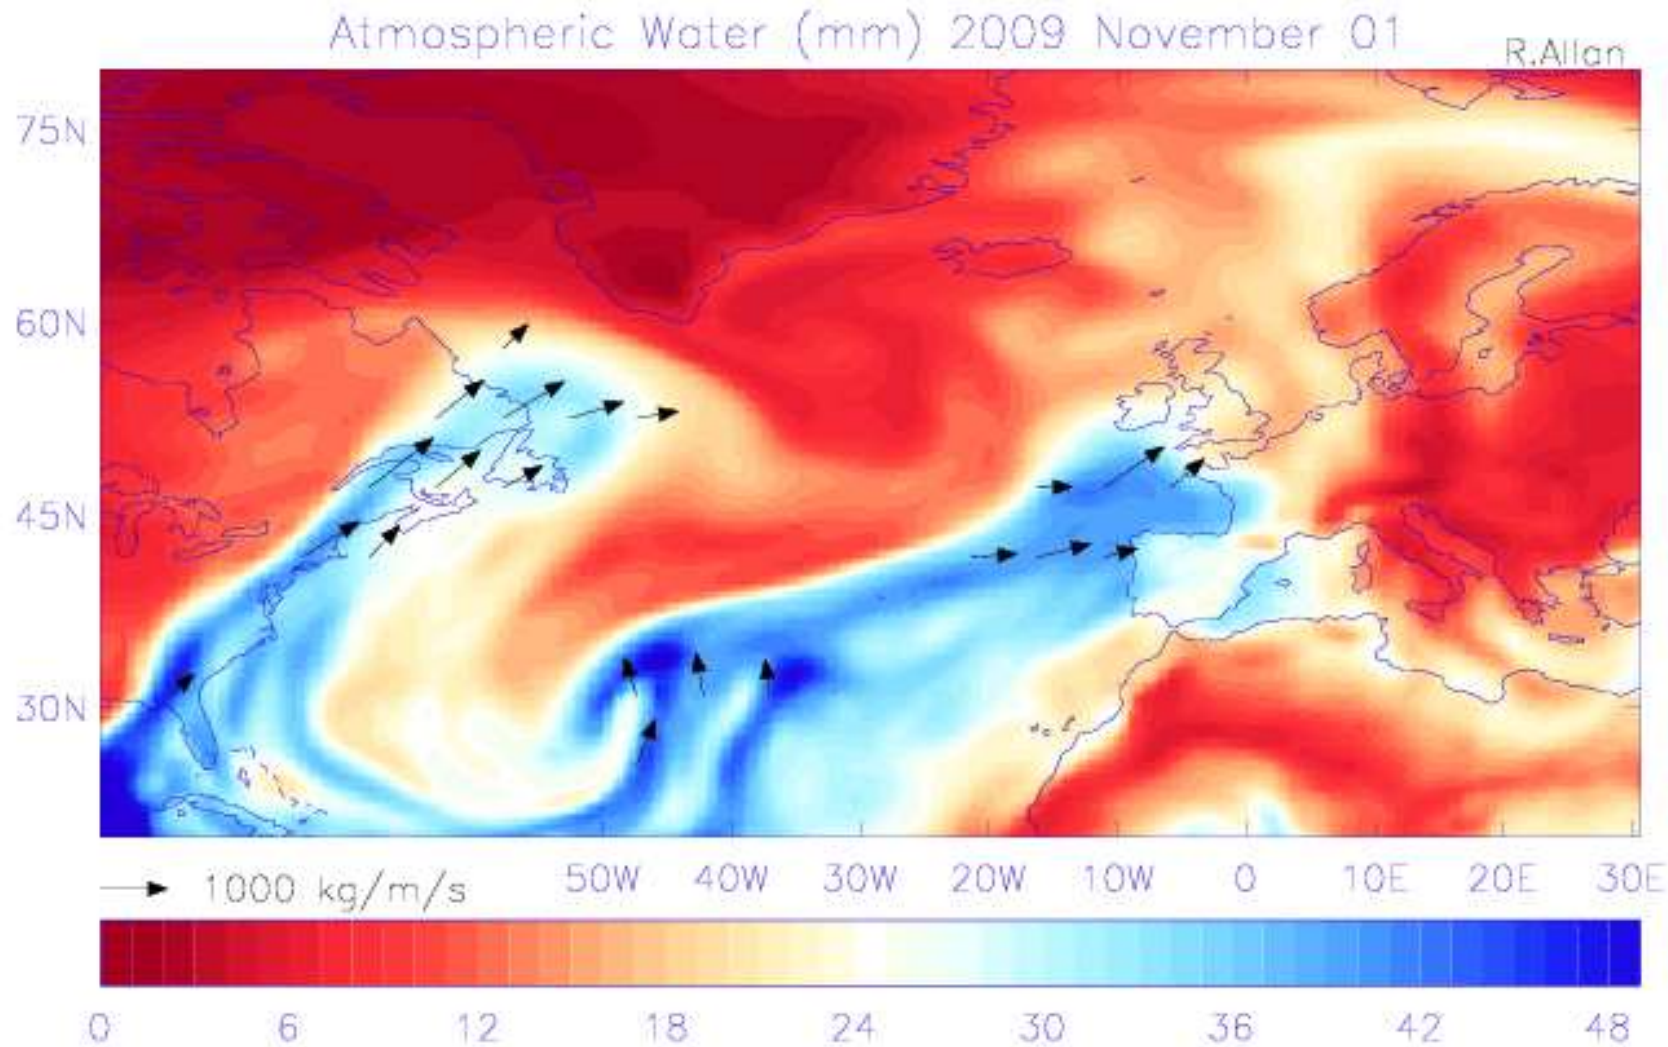 Atmospheric Water (mm) 2009 November 01
R.Allan
75N
60N
45N
30N
50W 40W 30W 20W 10W 0 10E 20E 30E
1000 kg/m/s
0 6 12 18 24 30 36 42 48